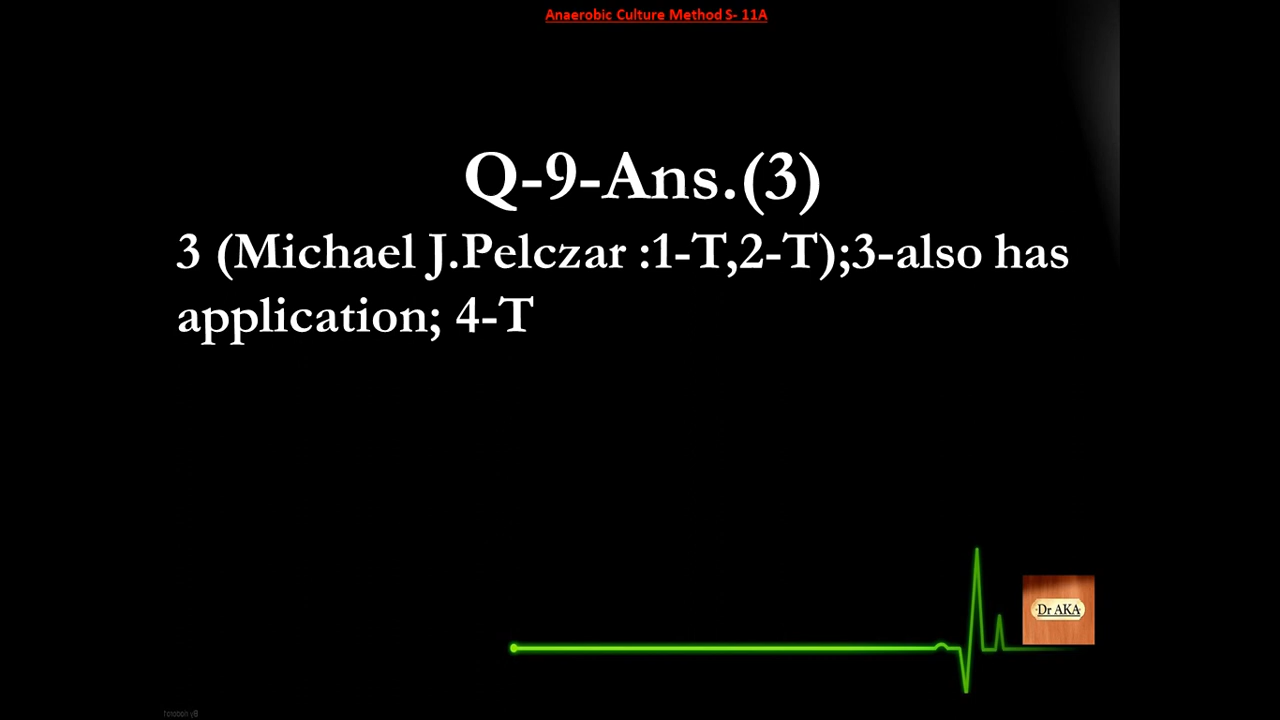 Anaerobic Culture Method S- 11A
Q-9-Ans.(3)
3 (Michael J.Pelczar :1-T,2-T);3-also has
application; 4-T
Dr AKA